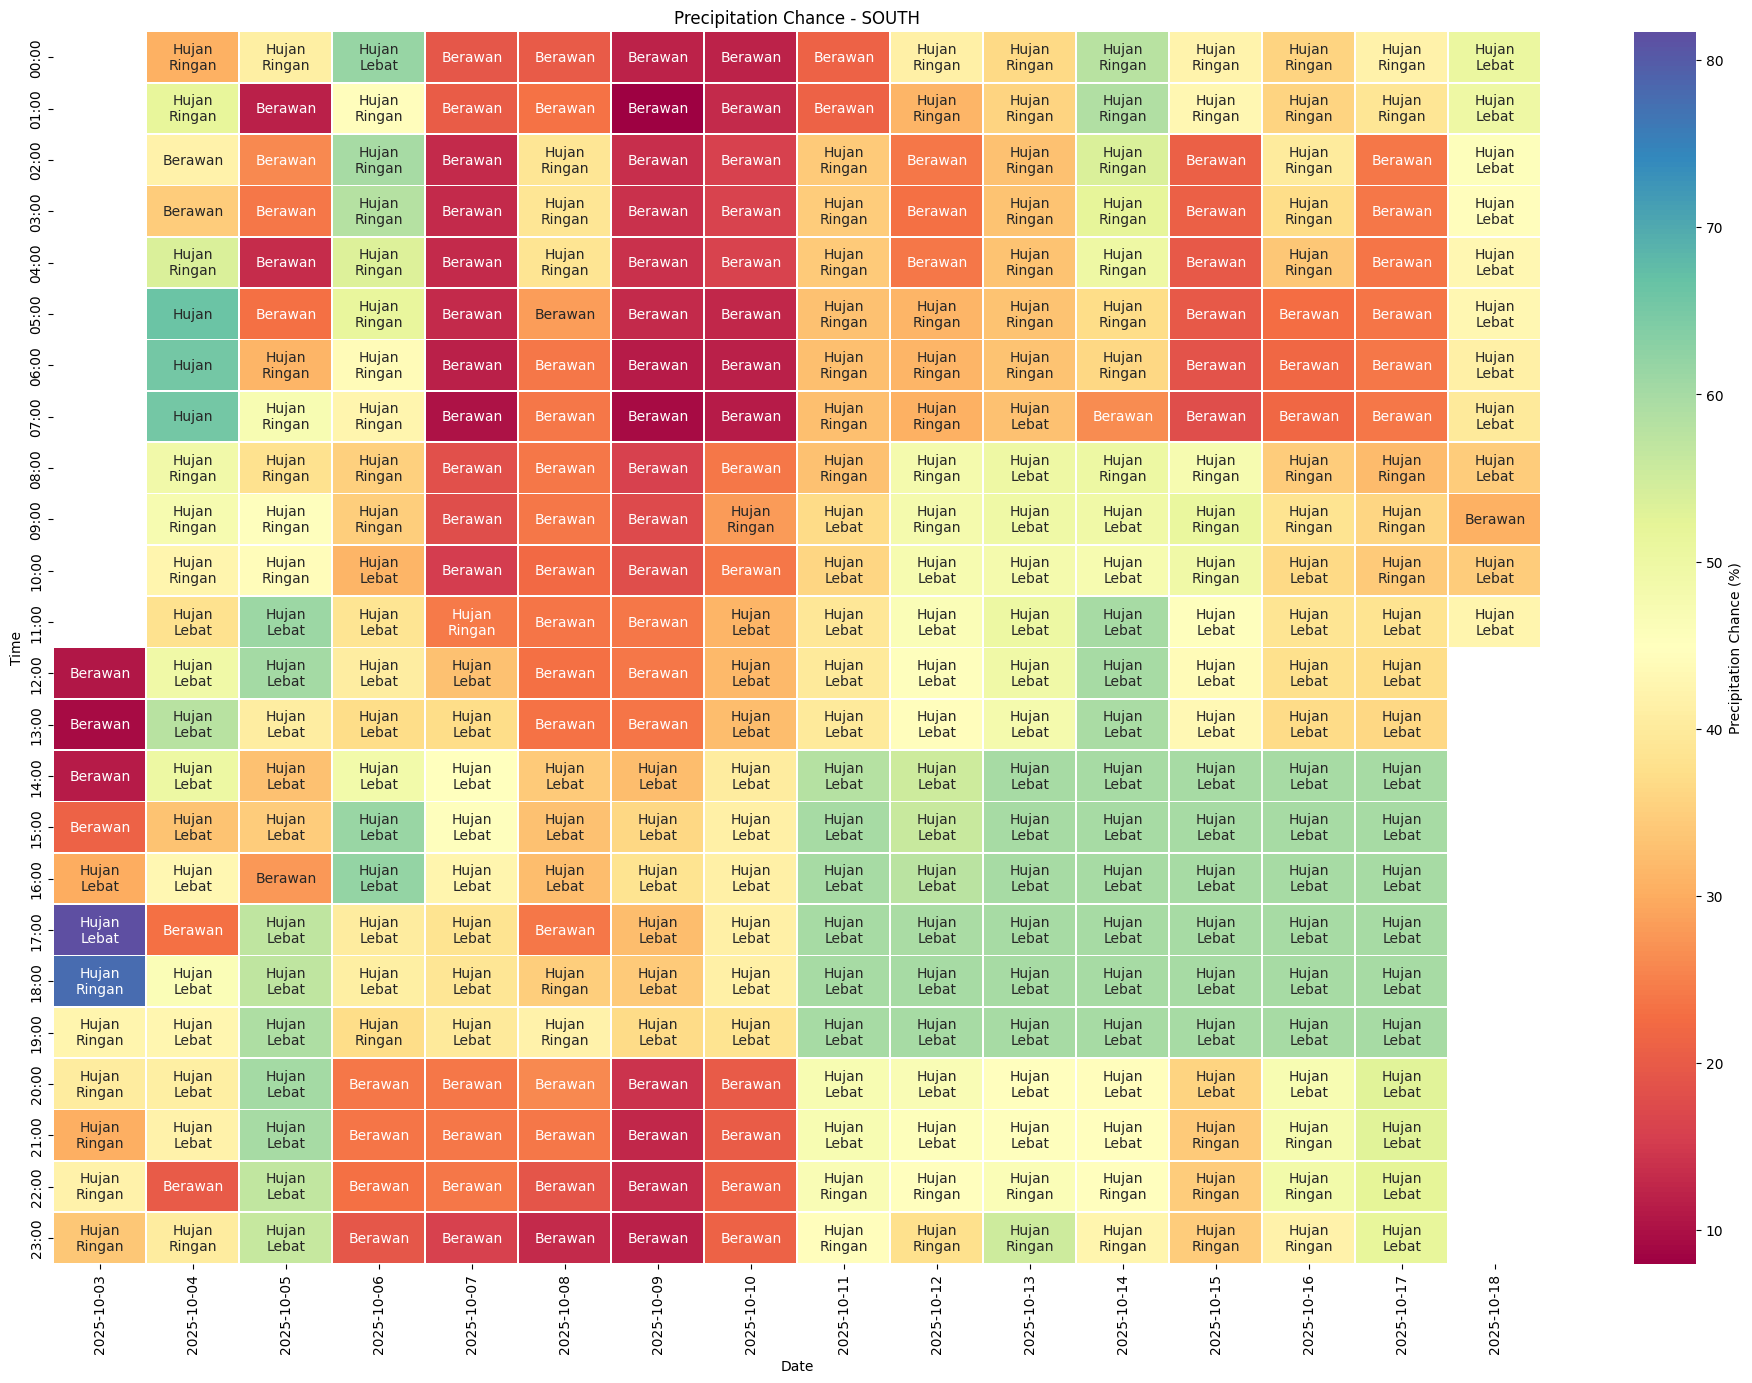 Precipitation Chance - SOUTH
00:00 Hujan Ringan Hujan Ringan Hujan Lebat Berawan Berawan Berawan Berawan Berawan Hujan Ringan Hujan Ringan Hujan Ringan Hujan Ringan Hujan Ringan Hujan Ringan Hujan Lebat
01:00 Hujan Ringan Berawan Hujan Ringan Berawan Berawan Berawan Berawan Berawan Hujan Ringan Hujan Ringan Hujan Ringan Hujan Ringan Hujan Ringan Hujan Ringan Hujan Lebat
02:00 Berawan Berawan Hujan Ringan Berawan Hujan Ringan Berawan Berawan Hujan Ringan Berawan Hujan Ringan Hujan Ringan Berawan Hujan Ringan Berawan Hujan Lebat
03:00 Berawan Berawan Hujan Ringan Berawan Hujan Ringan Berawan Berawan Hujan Ringan Berawan Hujan Ringan Hujan Ringan Berawan Hujan Ringan Berawan Hujan Lebat
04:00 Hujan Ringan Berawan Hujan Ringan Berawan Hujan Ringan Berawan Berawan Hujan Ringan Berawan Hujan Ringan Hujan Ringan Berawan Hujan Ringan Berawan Hujan Lebat
05:00 Hujan Berawan Hujan Ringan Berawan Berawan Berawan Berawan Hujan Ringan Hujan Ringan Hujan Ringan Hujan Ringan Berawan Berawan Berawan Hujan Lebat
06:00 Hujan Hujan Ringan Hujan Ringan Berawan Berawan Berawan Berawan Hujan Ringan Hujan Ringan Hujan Ringan Hujan Ringan Berawan Berawan Berawan Hujan Lebat
07:00 Hujan Hujan Ringan Hujan Ringan Berawan Berawan Berawan Berawan Hujan Ringan Hujan Ringan Hujan Lebat Berawan Berawan Berawan Berawan Hujan Lebat
08:00 Hujan Ringan Hujan Ringan Hujan Ringan Berawan Berawan Berawan Berawan Hujan Ringan Hujan Ringan Hujan Lebat Hujan Ringan Hujan Ringan Hujan Ringan Hujan Ringan Hujan Lebat
09:00 Hujan Ringan Hujan Ringan Hujan Ringan Berawan Berawan Berawan Hujan Ringan Hujan Lebat Hujan Ringan Hujan Lebat Hujan Lebat Hujan Ringan Hujan Ringan Hujan Ringan Berawan
10:00 Hujan Ringan Hujan Ringan Hujan Lebat Berawan Berawan Berawan Berawan Hujan Lebat Hujan Lebat Hujan Lebat Hujan Lebat Hujan Ringan Hujan Lebat Hujan Ringan Hujan Lebat
11:00 Hujan Lebat Hujan Lebat Hujan Lebat Hujan Ringan Berawan Berawan Hujan Lebat Hujan Lebat Hujan Lebat Hujan Lebat Hujan Lebat Hujan Lebat Hujan Lebat Hujan Lebat Hujan Lebat
12:00 Berawan Hujan Lebat Hujan Lebat Hujan Lebat Hujan Lebat Berawan Berawan Hujan Lebat Hujan Lebat Hujan Lebat Hujan Lebat Hujan Lebat Hujan Lebat Hujan Lebat Hujan Lebat
13:00 Berawan Hujan Lebat Hujan Lebat Hujan Lebat Hujan Lebat Berawan Berawan Hujan Lebat Hujan Lebat Hujan Lebat Hujan Lebat Hujan Lebat Hujan Lebat Hujan Lebat Hujan Lebat
14:00 Berawan Hujan Lebat Hujan Lebat Hujan Lebat Hujan Lebat Hujan Lebat Hujan Lebat Hujan Lebat Hujan Lebat Hujan Lebat Hujan Lebat Hujan Lebat Hujan Lebat Hujan Lebat Hujan Lebat
15:00 Berawan Hujan Lebat Hujan Lebat Hujan Lebat Hujan Lebat Hujan Lebat Hujan Lebat Hujan Lebat Hujan Lebat Hujan Lebat Hujan Lebat Hujan Lebat Hujan Lebat Hujan Lebat Hujan Lebat
16:00 Hujan Lebat Hujan Lebat Berawan Hujan Lebat Hujan Lebat Hujan Lebat Hujan Lebat Hujan Lebat Hujan Lebat Hujan Lebat Hujan Lebat Hujan Lebat Hujan Lebat Hujan Lebat Hujan Lebat
17:00 Hujan Lebat Berawan Hujan Lebat Hujan Lebat Hujan Lebat Berawan Hujan Lebat Hujan Lebat Hujan Lebat Hujan Lebat Hujan Lebat Hujan Lebat Hujan Lebat Hujan Lebat Hujan Lebat
18:00 Hujan Ringan Hujan Lebat Hujan Lebat Hujan Lebat Hujan Lebat Hujan Ringan Hujan Lebat Hujan Lebat Hujan Lebat Hujan Lebat Hujan Lebat Hujan Lebat Hujan Lebat Hujan Lebat Hujan Lebat
19:00 Hujan Ringan Hujan Lebat Hujan Lebat Hujan Ringan Hujan Lebat Hujan Ringan Hujan Lebat Hujan Lebat Hujan Lebat Hujan Lebat Hujan Lebat Hujan Lebat Hujan Lebat Hujan Lebat Hujan Lebat
20:00 Hujan Ringan Hujan Lebat Hujan Lebat Berawan Berawan Berawan Berawan Berawan Hujan Lebat Hujan Lebat Hujan Lebat Hujan Lebat Hujan Lebat Hujan Lebat Hujan Lebat
21:00 Hujan Ringan Hujan Lebat Hujan Lebat Berawan Berawan Berawan Berawan Berawan Hujan Lebat Hujan Lebat Hujan Lebat Hujan Lebat Hujan Ringan Hujan Ringan Hujan Lebat
22:00 Hujan Ringan Berawan Hujan Lebat Berawan Berawan Berawan Berawan Berawan Hujan Ringan Hujan Ringan Hujan Ringan Hujan Ringan Hujan Ringan Hujan Ringan Hujan Lebat
23:00 Hujan Ringan Hujan Ringan Hujan Lebat Berawan Berawan Berawan Berawan Berawan Hujan Ringan Hujan Ringan Hujan Ringan Hujan Ringan Hujan Ringan Hujan Ringan Hujan Lebat
Time
2025-10-03 2025-10-04 2025-10-05 2025-10-06 2025-10-07 2025-10-08 2025-10-09 2025-10-10 2025-10-11 2025-10-12 2025-10-13 2025-10-14 2025-10-15 2025-10-16 2025-10-17 2025-10-18
Date
80
70
60
50
40
30
20
10
Precipitation Chance (%)